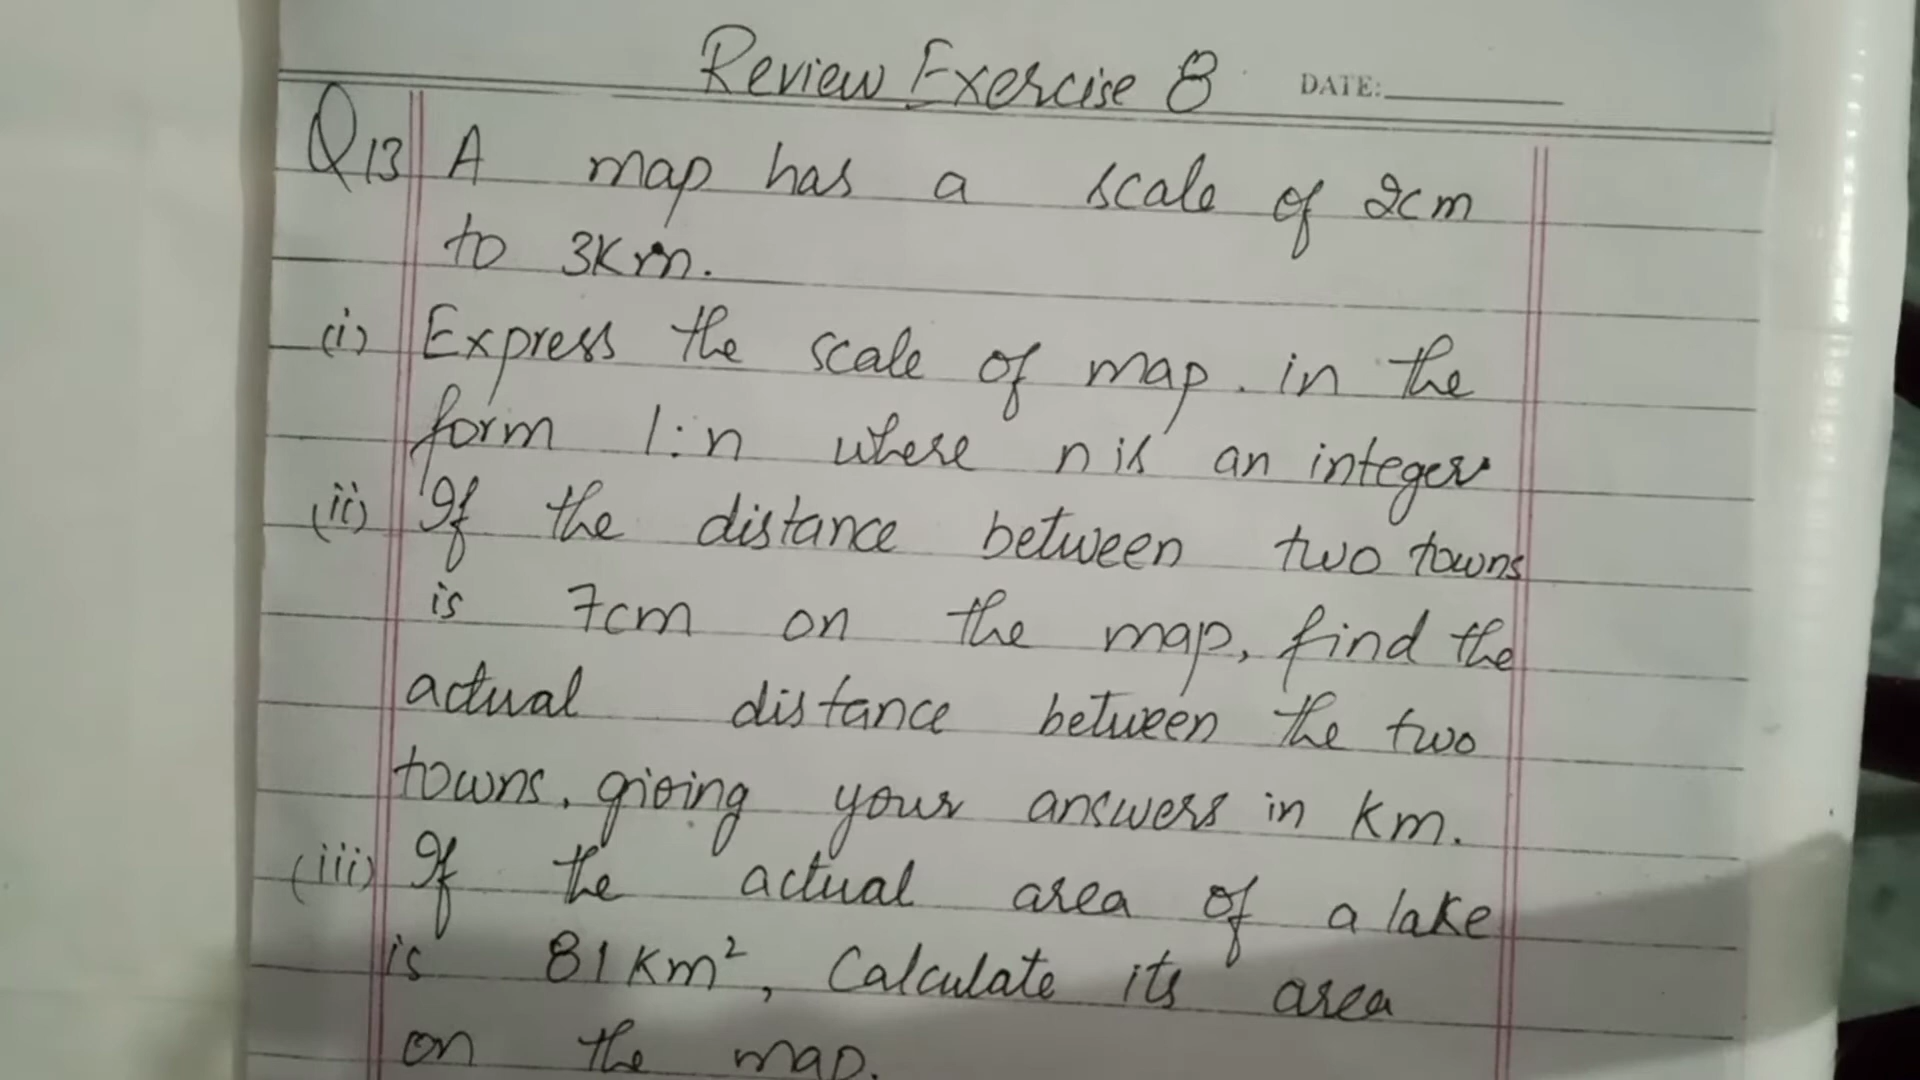 Review Exercise 8 DATE:
Q13 A map has a scale of 2cm
to 3Km.
(i) Express the scale of map. in the
form 1:n where n is an integer
(ii) If the distance between two towns
is 7cm on the map, find the
actual distance between the two
towns. giving your answers in Km.
(iii) If the actual area of a lake
is 81 Km², Calculate its area
on the map.